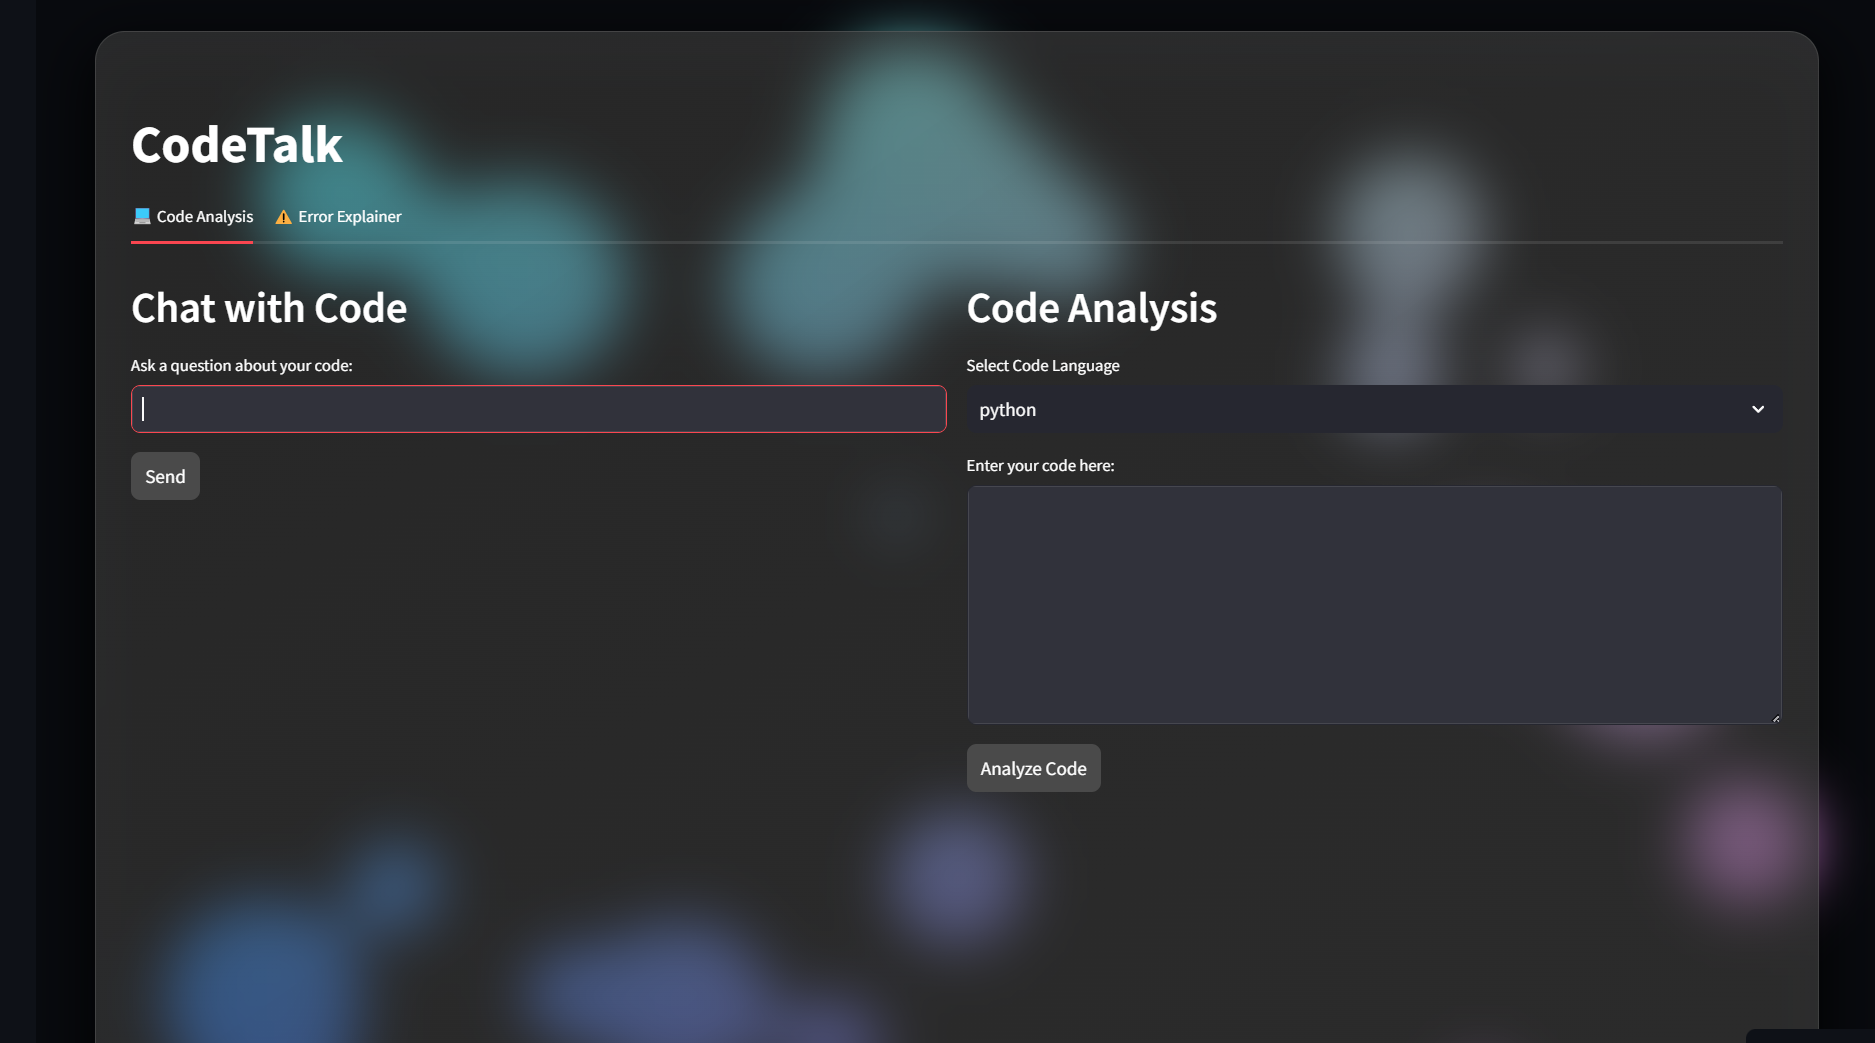 CodeTalk
Code Analysis
Error Explainer
Chat with Code
Ask a question about your code:
Send
Code Analysis
Select Code Language
python
Enter your code here:
Analyze Code